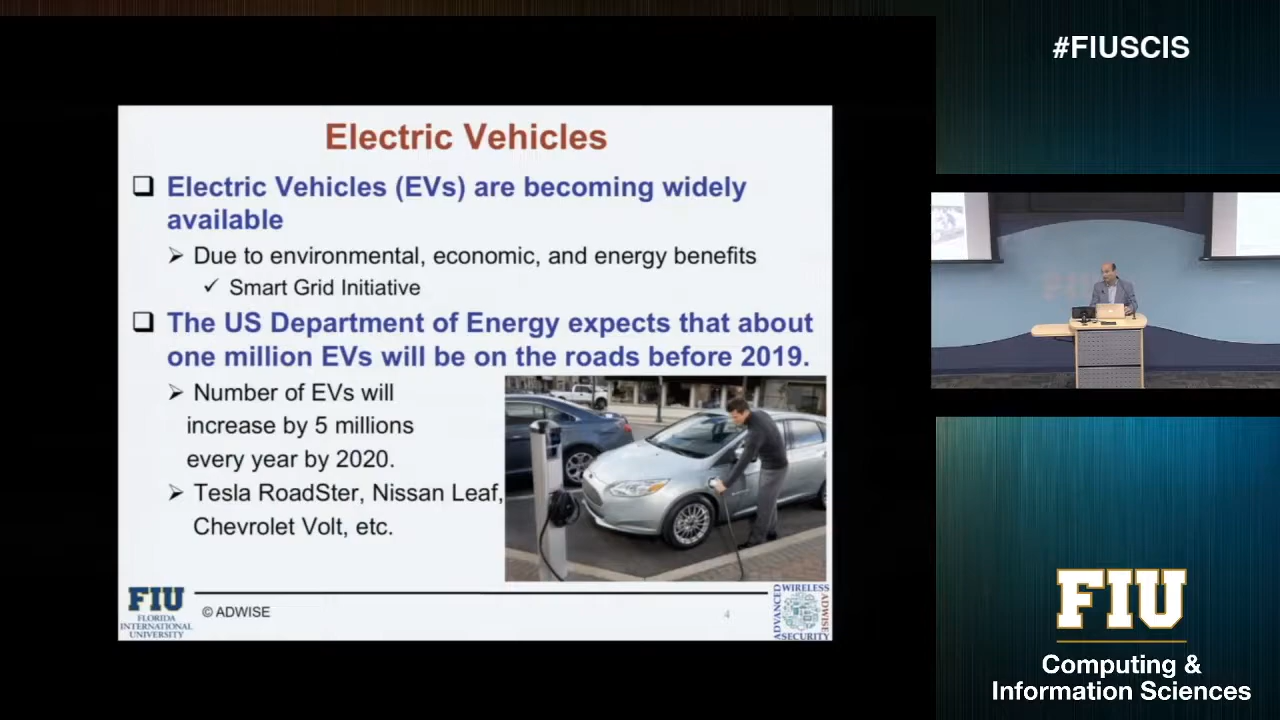 #FIUSCIS
Electric Vehicles
Electric Vehicles (EVs) are becoming widely
available
Due to environmental, economic, and energy benefits
Smart Grid Initiative
The US Department of Energy expects that about
one million EVs will be on the roads before 2019.
Number of EVs will
increase by 5 millions
every year by 2020.
Tesla RoadSter, Nissan Leaf,
Chevrolet Volt, etc.
FIU
FLORIDA
INTERNATIONAL
UNIVERSITY
© ADWISE
4
ADVANCED
WIRELESS
ADWISE
SECURITY
FIU
FIU
Computing &
Information Sciences